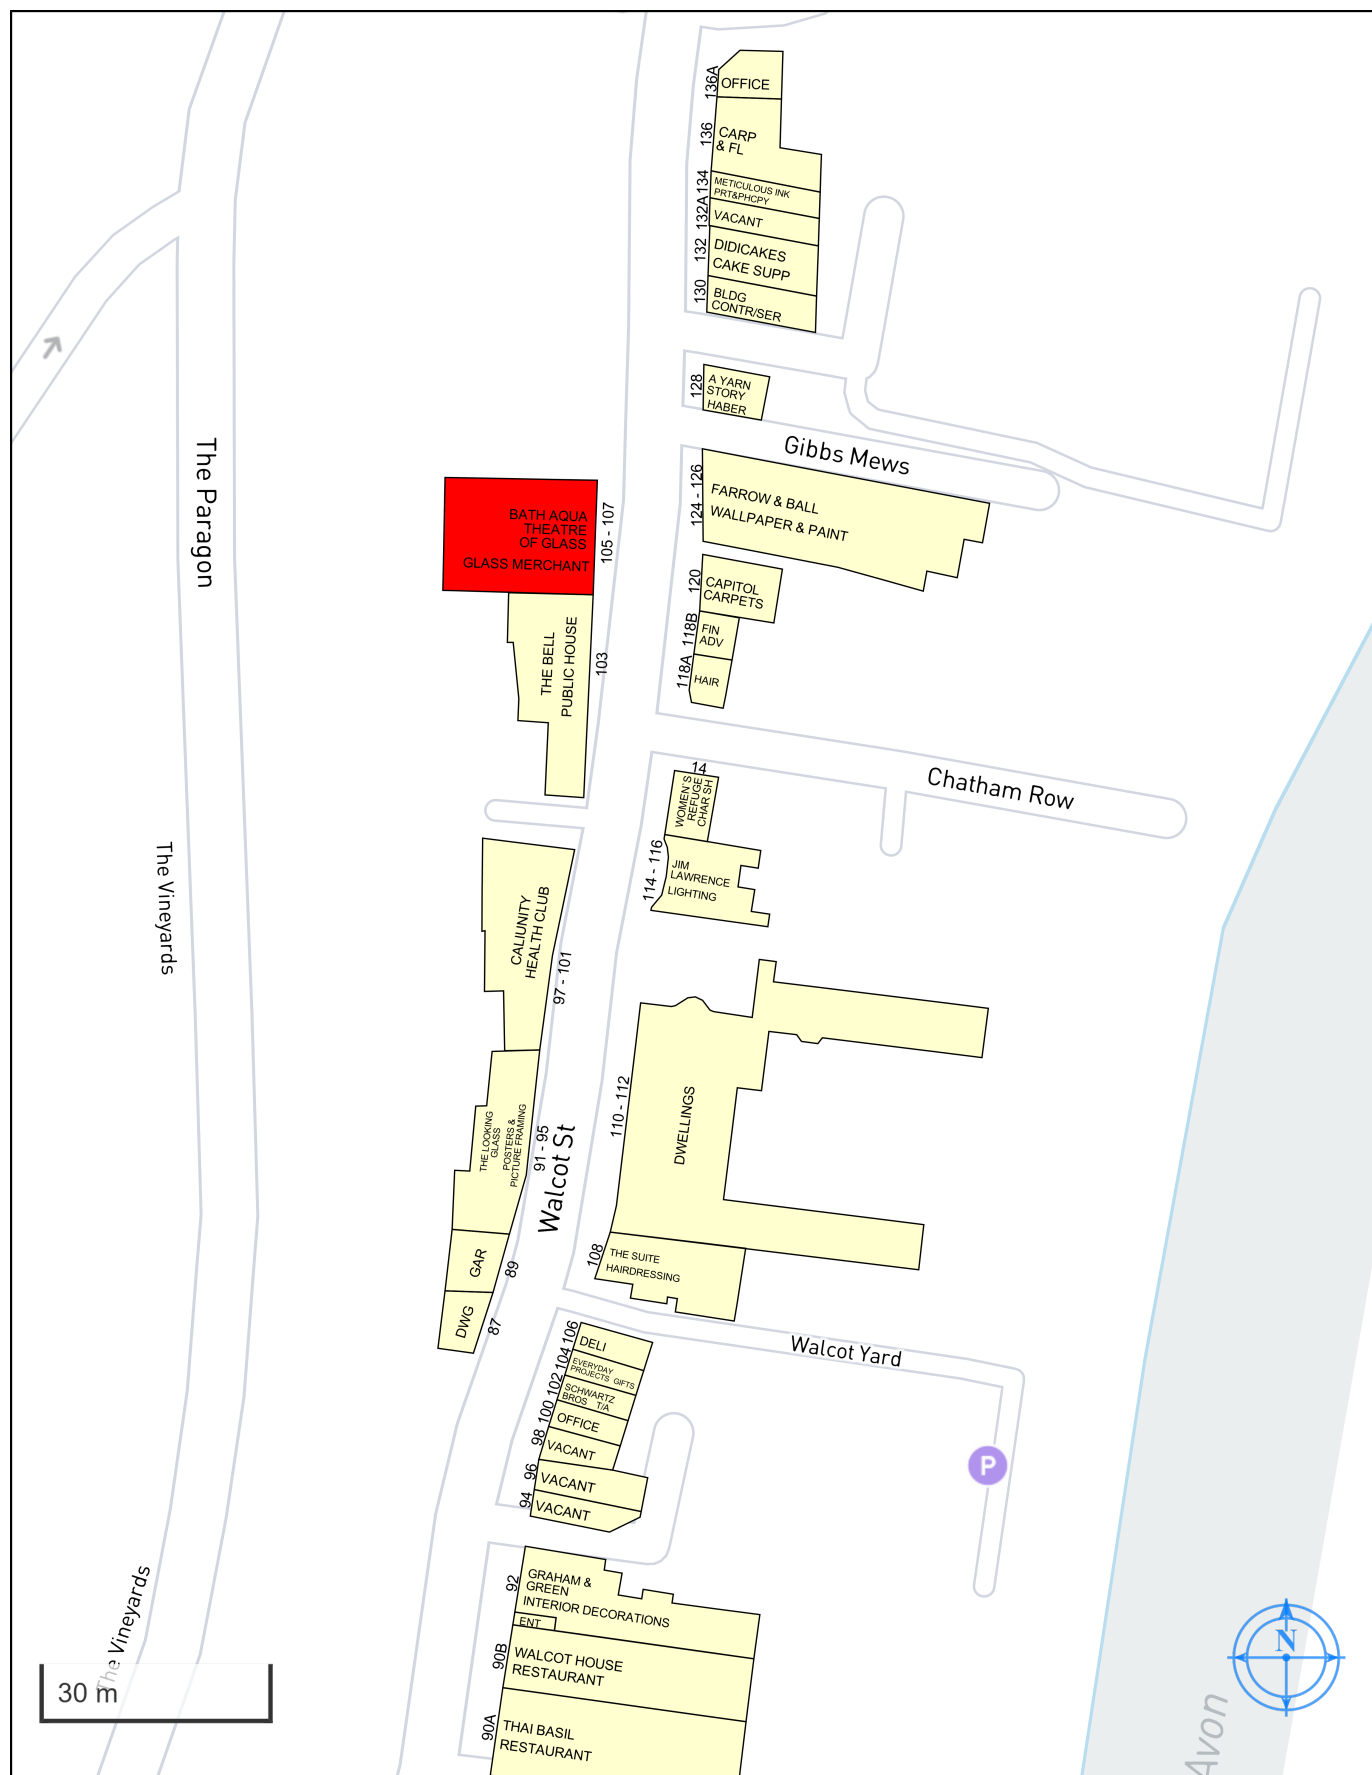 136A
OFFICE
136
CARP
& FL
134
METICULOUS INK
PRT&PHCPY
132A
VACANT
132
DIDICAKES
CAKE SUPP
130
BLDG
CONTR/SER
128
A YARN
STORY
HABER
Gibbs Mews
The Paragon
124 - 126
FARROW & BALL
WALLPAPER & PAINT
BATH AQUA
THEATRE
OF GLASS
GLASS MERCHANT
105 - 107
120
CAPITOL
CARPETS
118B
FIN
ADV
118A
HAIR
THE BELL
PUBLIC HOUSE
103
Chatham Row
14
WOMEN'S
REFUGE
CHAR SH
114 - 116
JIM
LAWRENCE
LIGHTING
The Vineyards
CALIUNITY
HEALTH CLUB
97 - 101
110 - 112
DWELLINGS
THE LOOKING
GLASS
POSTERS &
PICTURE FRAMING
91 - 95
Walcot St
GAR
89
DWG
87
108
THE SUITE
HAIRDRESSING
Walcot Yard
106
DELI
104
EVERYDAY
PROJECTS GIFTS
102
SCHWARTZ
BROS T/A
100
OFFICE
98
VACANT
96
VACANT
94
VACANT
P
92
GRAHAM &
GREEN
INTERIOR DECORATIONS
ENT
90B
WALCOT HOUSE
RESTAURANT
90A
THAI BASIL
RESTAURANT
The Vineyards
30 m
N
Avon